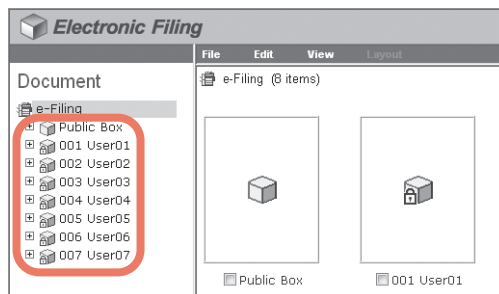 Electronic Filing
File Edit View Layout
Document
e-Filing (8 items)
e-Filing
Public Box
001 User01
002 User02
003 User03
004 User04
005 User05
006 User06
007 User07
Public Box
001 User01